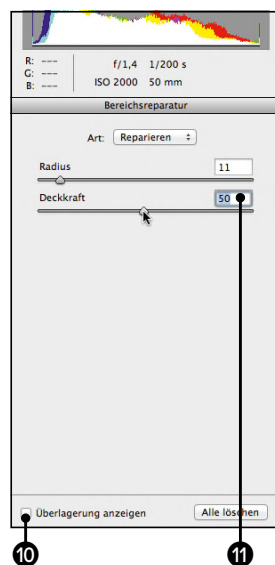 R: --- f/1,4 1/200 s
G: ---
B: --- ISO 2000 50 mm
Bereichsreparatur
Art: Reparieren
Radius 11
Deckkraft 50
Überlagerung anzeigen Alle löschen
10 11